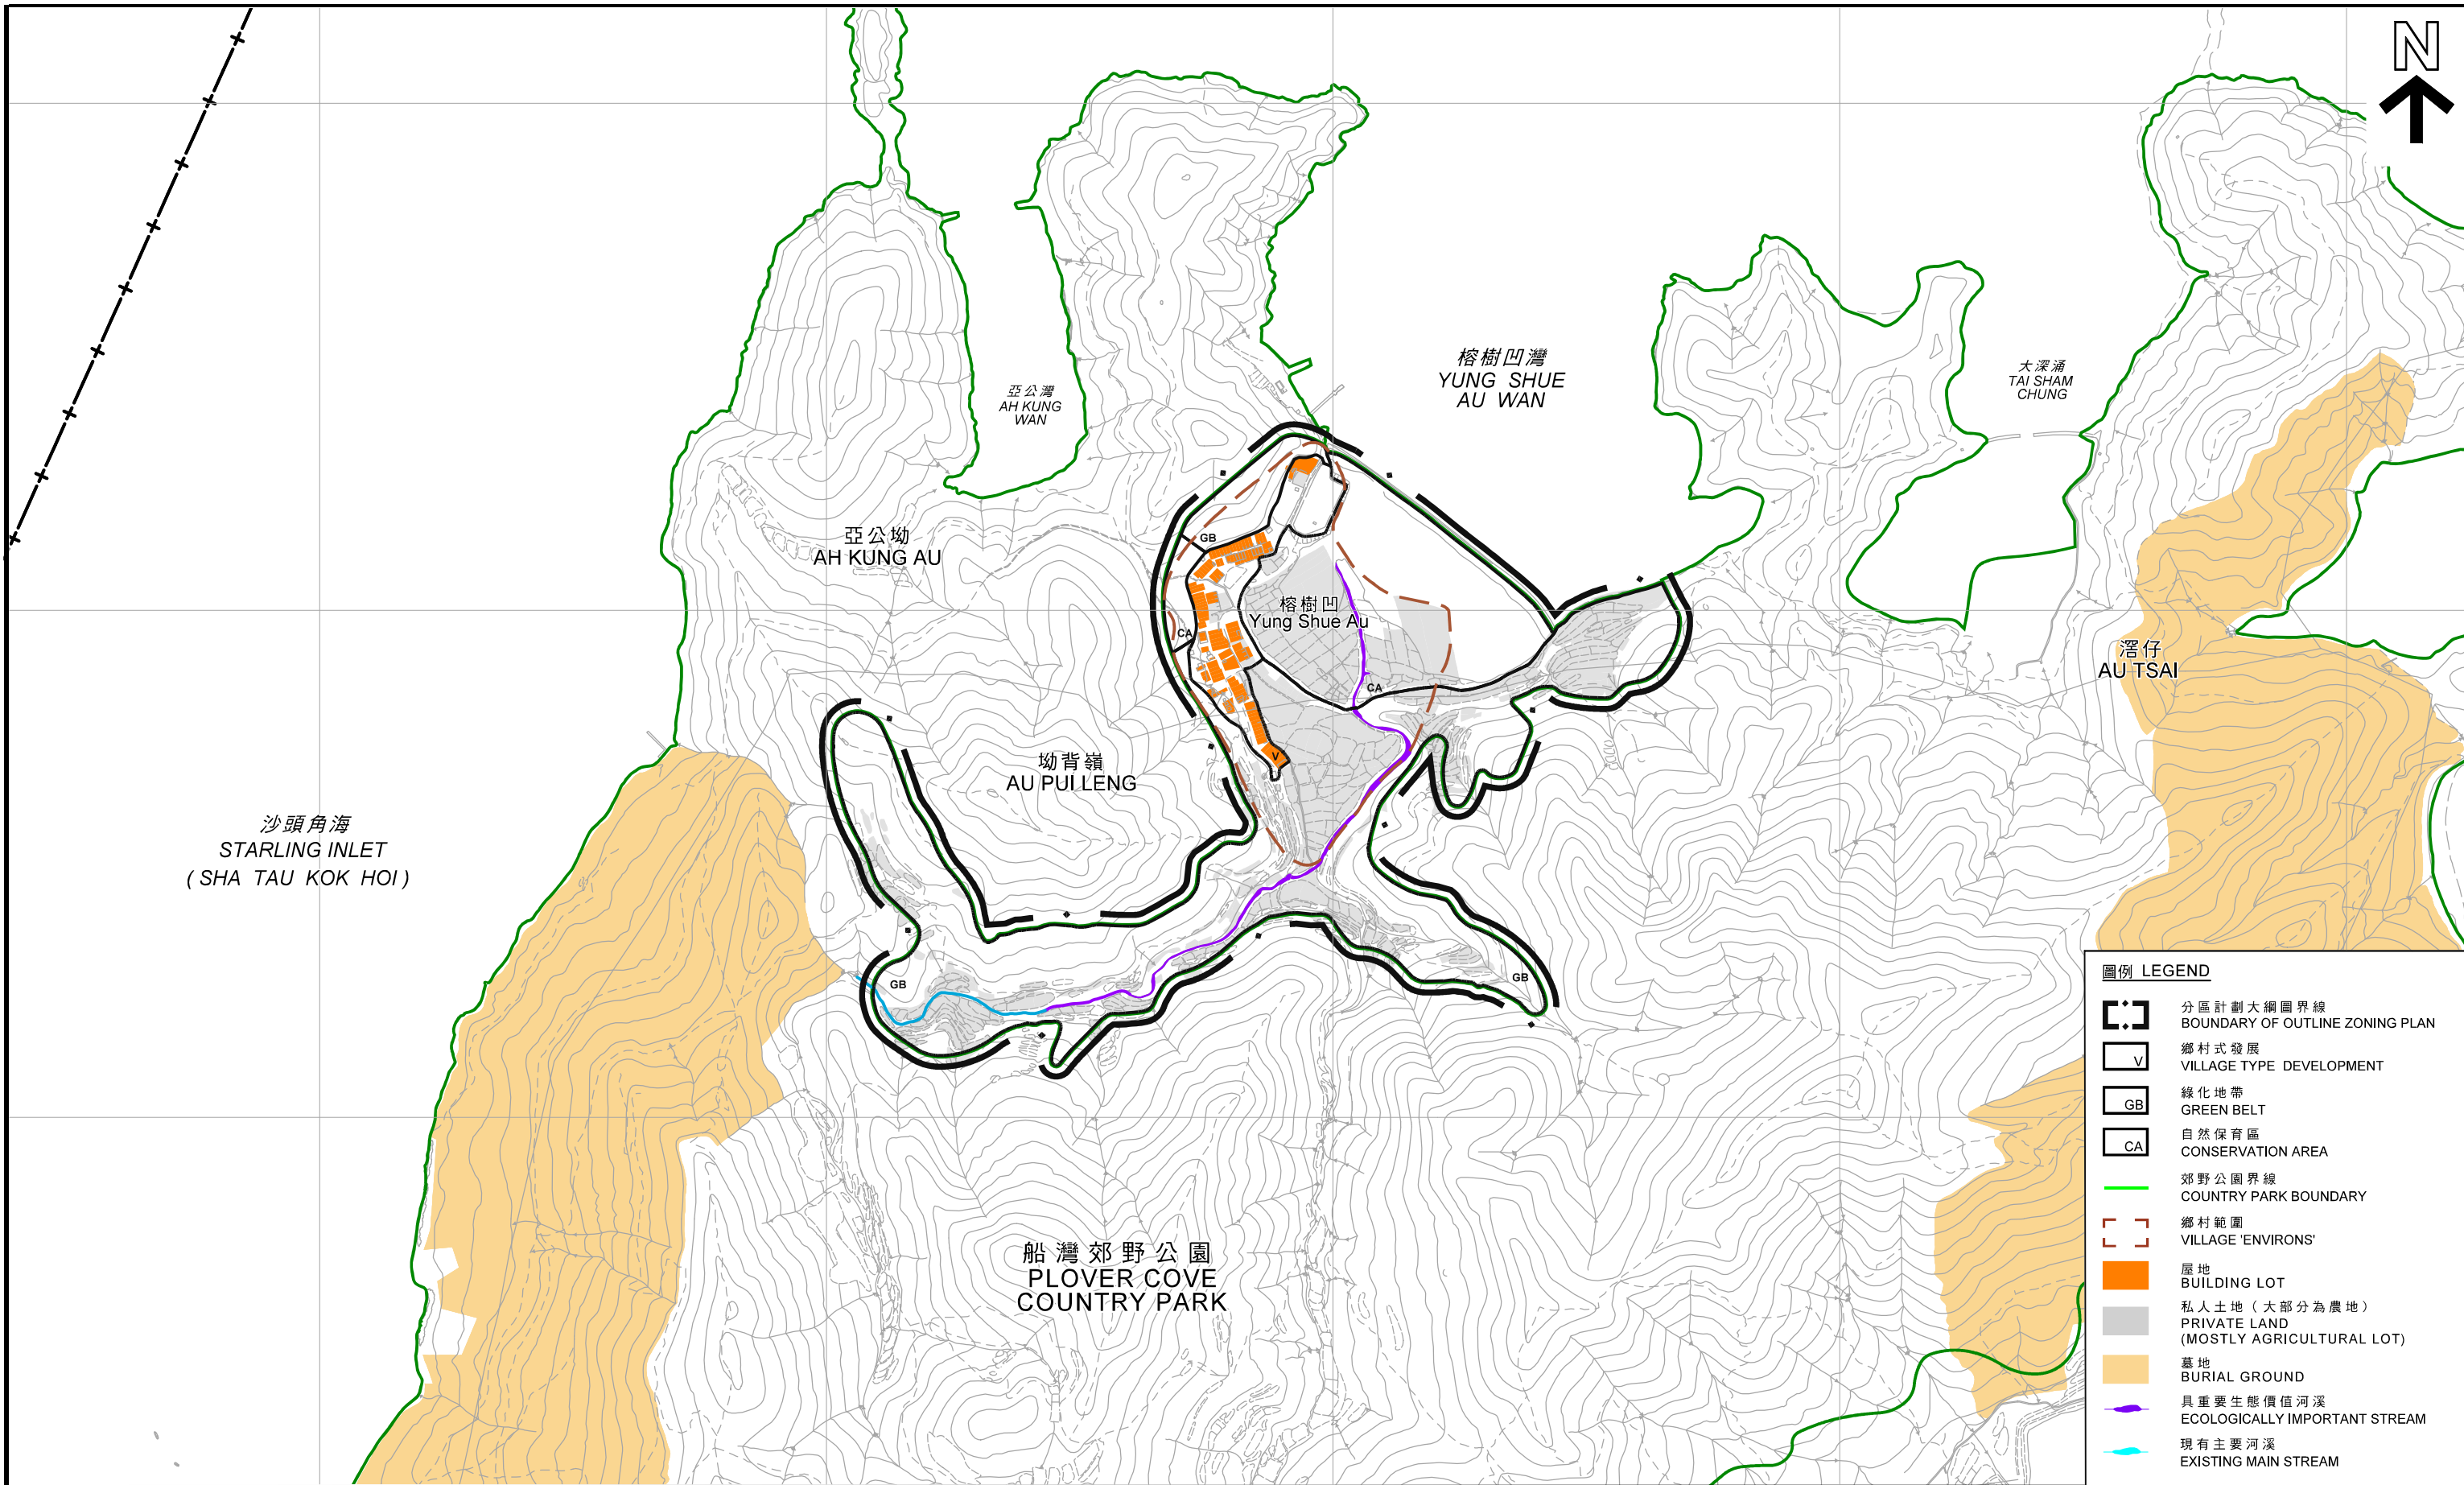 N
榕樹凹灣
YUNG SHUE
AU WAN
大深涌
TAI SHAM
CHUNG
亞公灣
AH KUNG
WAN
亞公坳
AH KUNG AU
GB
榕樹凹
Yung Shue Au
CA
滘仔
AU TSAI
CA
坳背嶺
AU PUI LENG
V
沙頭角海
STARLING INLET
( SHA TAU KOK HOI )
GB
GB
船灣郊野公園
PLOVER COVE
COUNTRY PARK
圖例 LEGEND
分區計劃大綱圖界線
BOUNDARY OF OUTLINE ZONING PLAN
V
鄉村式發展
VILLAGE TYPE DEVELOPMENT
GB
綠化地帶
GREEN BELT
CA
自然保育區
CONSERVATION AREA
郊野公園界線
COUNTRY PARK BOUNDARY
鄉村範圍
VILLAGE 'ENVIRONS'
屋地
BUILDING LOT
私人土地（大部分為農地）
PRIVATE LAND
(MOSTLY AGRICULTURAL LOT)
墓地
BURIAL GROUND
具重要生態價值河溪
ECOLOGICALLY IMPORTANT STREAM
現有主要河溪
EXISTING MAIN STREAM